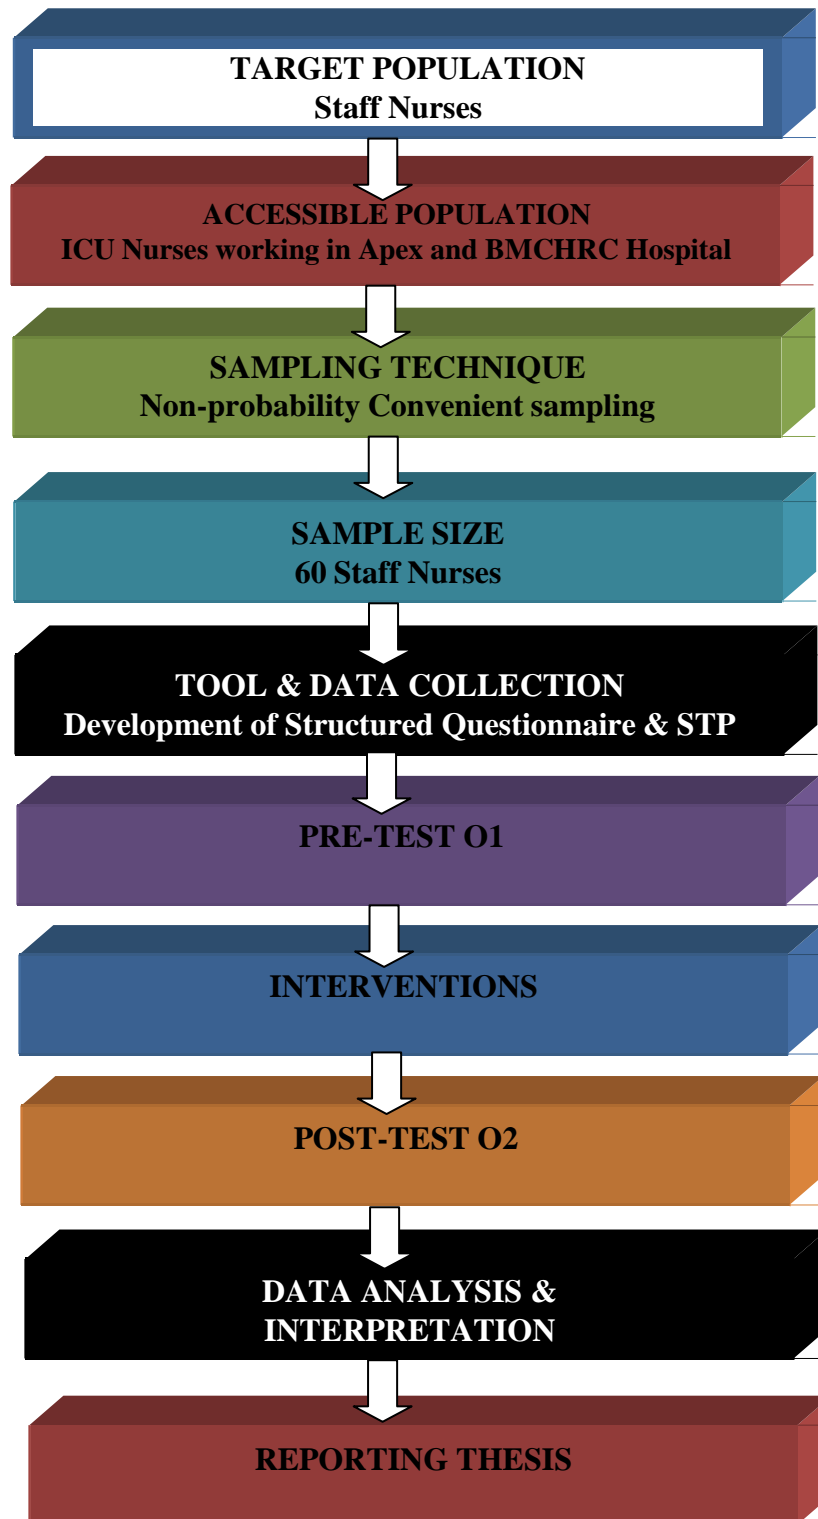 TARGET POPULATION
Staff Nurses
ACCESSIBLE POPULATION
ICU Nurses working in Apex and BMCHRC Hospital
SAMPLING TECHNIQUE
Non-probability Convenient sampling
SAMPLE SIZE
60 Staff Nurses
TOOL & DATA COLLECTION
Development of Structured Questionnaire & STP
PRE-TEST O1
INTERVENTIONS
POST-TEST O2
DATA ANALYSIS &
INTERPRETATION
REPORTING THESIS